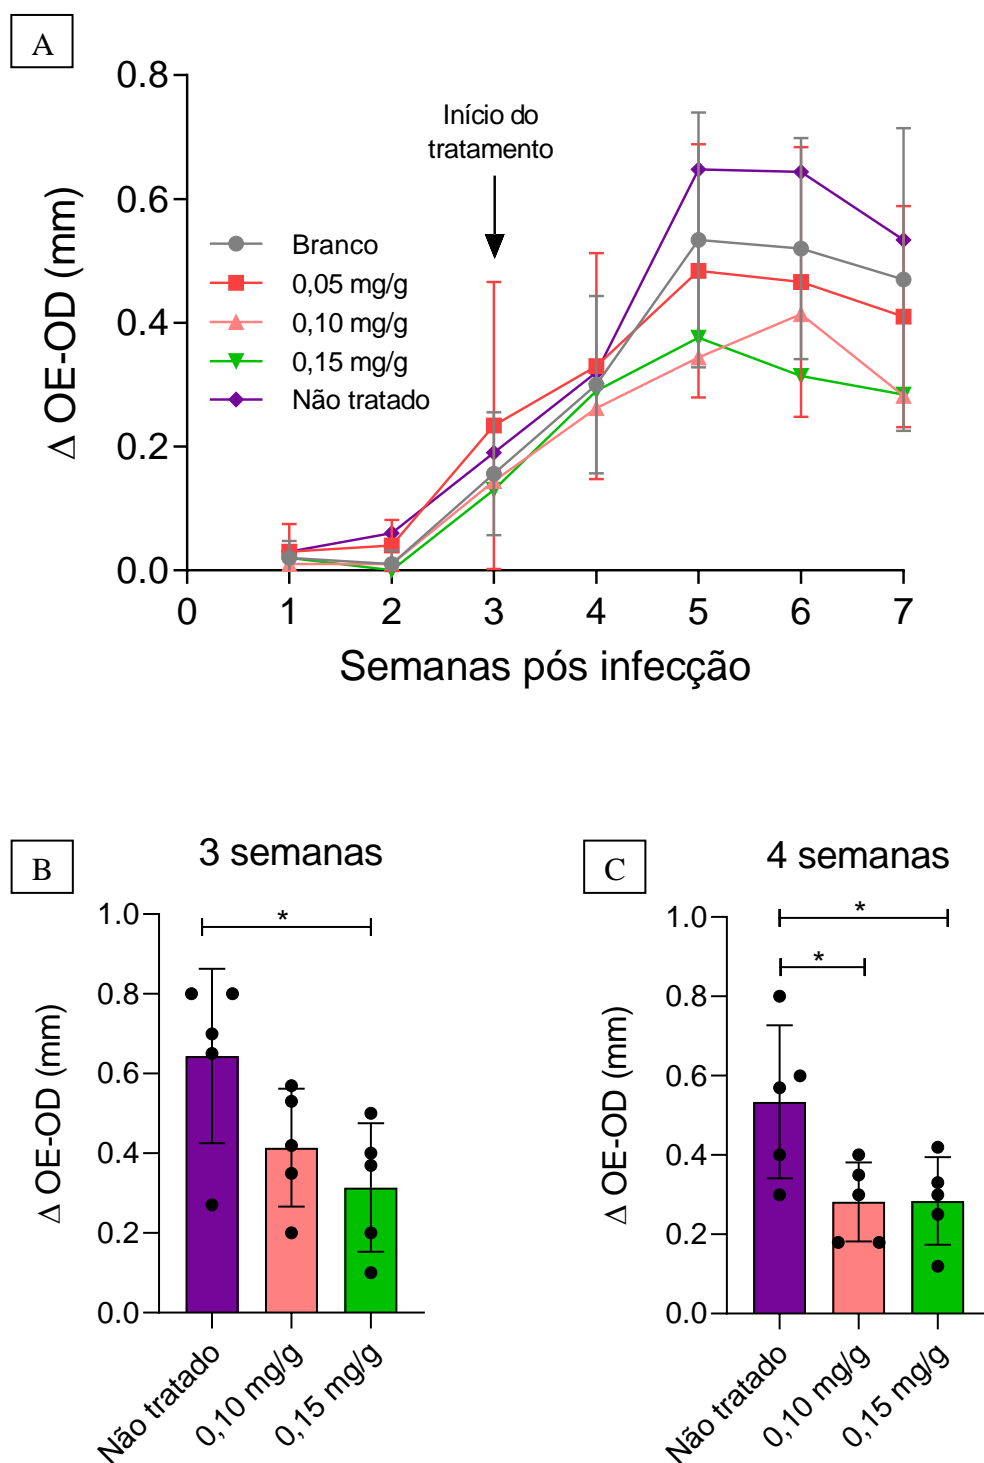 A
0.8
0.6
0.4
0.2
0.0
Δ OE-OD (mm)
Início do
tratamento
Branco
0,05 mg/g
0,10 mg/g
0,15 mg/g
Não tratado
0 1 2 3 4 5 6 7
Semanas pós infecção
B
3 semanas
*
1.0
0.8
0.6
0.4
0.2
0.0
Δ OE-OD (mm)
Não tratado
0,10 mg/g
0,15 mg/g
C
4 semanas
*
*
1.0
0.8
0.6
0.4
0.2
0.0
Δ OE-OD (mm)
Não tratado
0,10 mg/g
0,15 mg/g